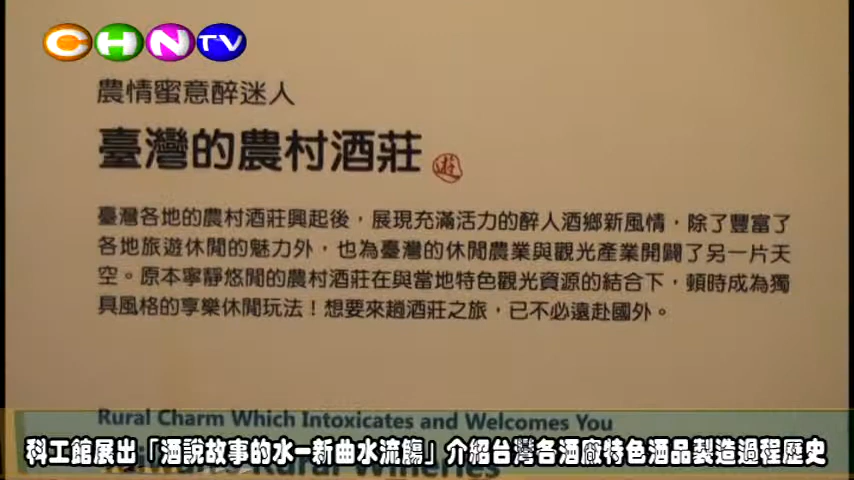 CHNTV
農情蜜意醉迷人
臺灣的農村酒莊 遊
臺灣各地的農村酒莊興起後，展現充滿活力的醉人酒鄉新風情，除了豐富了
各地旅遊休閒的魅力外，也為臺灣的休閒農業與觀光產業開闢了另一片天
空。原本寧靜悠閒的農村酒莊在與當地特色觀光資源的結合下，頓時成為獨
具風格的享樂休閒玩法！想要來趟酒莊之旅，已不必遠赴國外。
Rural Charm Which Intoxicates and Welcomes You
科工館展出「酒說故事的水-新曲水流觴」介紹台灣各酒廠特色酒品製造過程歷史
Rural Wineries